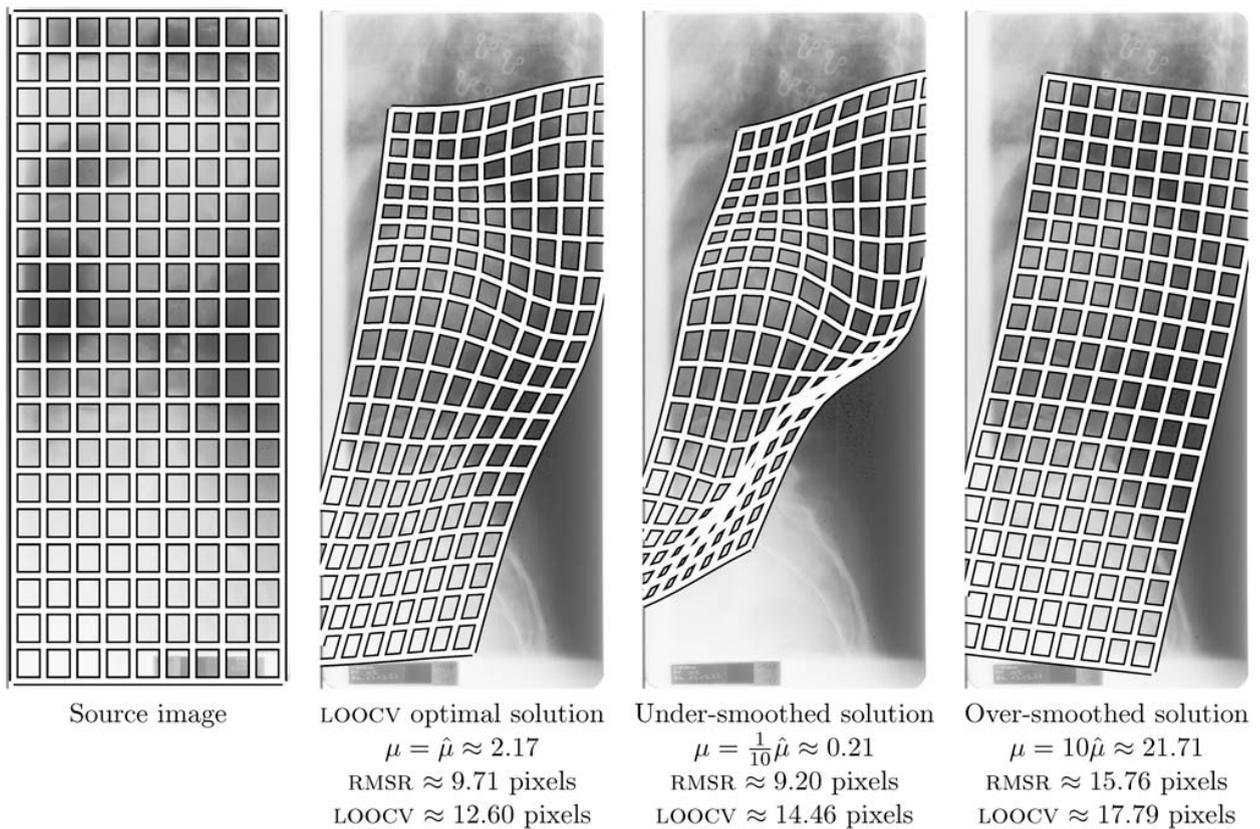 Source image
LOOCV optimal solution
μ = μ̂ ≈ 2.17
RMSR ≈ 9.71 pixels
LOOCV ≈ 12.60 pixels
Under-smoothed solution
μ = 1/10 μ̂ ≈ 0.21
RMSR ≈ 9.20 pixels
LOOCV ≈ 14.46 pixels
Over-smoothed solution
μ = 10μ̂ ≈ 21.71
RMSR ≈ 15.76 pixels
LOOCV ≈ 17.79 pixels